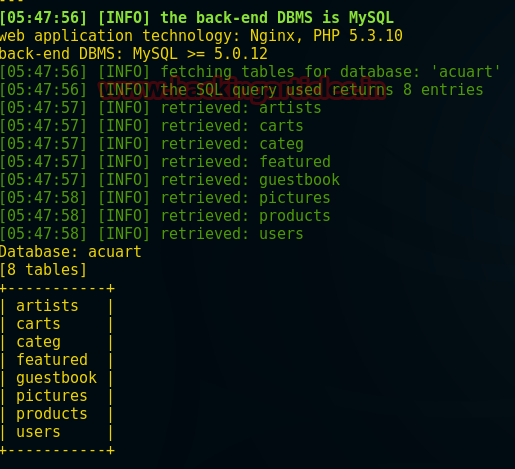 [05:47:56] [INFO] the back-end DBMS is MySQL
web application technology: Nginx, PHP 5.3.10
back-end DBMS: MySQL >= 5.0.12
[05:47:56] [INFO] fetching tables for database: 'acuart'
[05:47:56] [INFO] the SQL query used returns 8 entries
[05:47:57] [INFO] retrieved: artists
[05:47:57] [INFO] retrieved: carts
[05:47:57] [INFO] retrieved: categ
[05:47:57] [INFO] retrieved: featured
[05:47:57] [INFO] retrieved: guestbook
[05:47:58] [INFO] retrieved: pictures
[05:47:58] [INFO] retrieved: products
[05:47:58] [INFO] retrieved: users
Database: acuart
[8 tables]
+-----------+
| artists   |
| carts     |
| categ     |
| featured  |
| guestbook |
| pictures  |
| products  |
| users     |
+-----------+